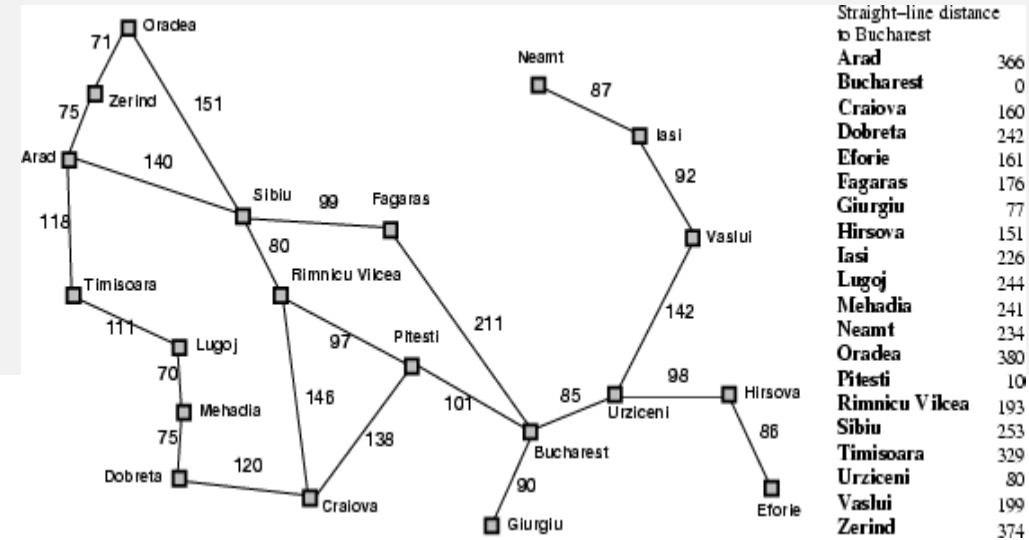 Oradea
71
Neamt
Zerind
87
151
75
Iasi
Arad
140
92
Sibiu
99
Fagaras
118
Vaslui
80
Timisoara
Rimnicu Vilcea
142
111
211
Lugoj
97
Pitesti
70
98
Hirsova
146
85
Mehadia
101
Urziceni
86
75
138
Bucharest
120
Dobreta
90
Craiova
Eforie
Giurgiu
Straight–line distance
to Bucharest
Arad 366
Bucharest 0
Craiova 160
Dobreta 242
Eforie 161
Fagaras 176
Giurgiu 77
Hirsova 151
Iasi 226
Lugoj 244
Mehadia 241
Neamt 234
Oradea 380
Pitesti 10
Rimnicu Vilcea 193
Sibiu 253
Timisoara 329
Urziceni 80
Vaslui 199
Zerind 374